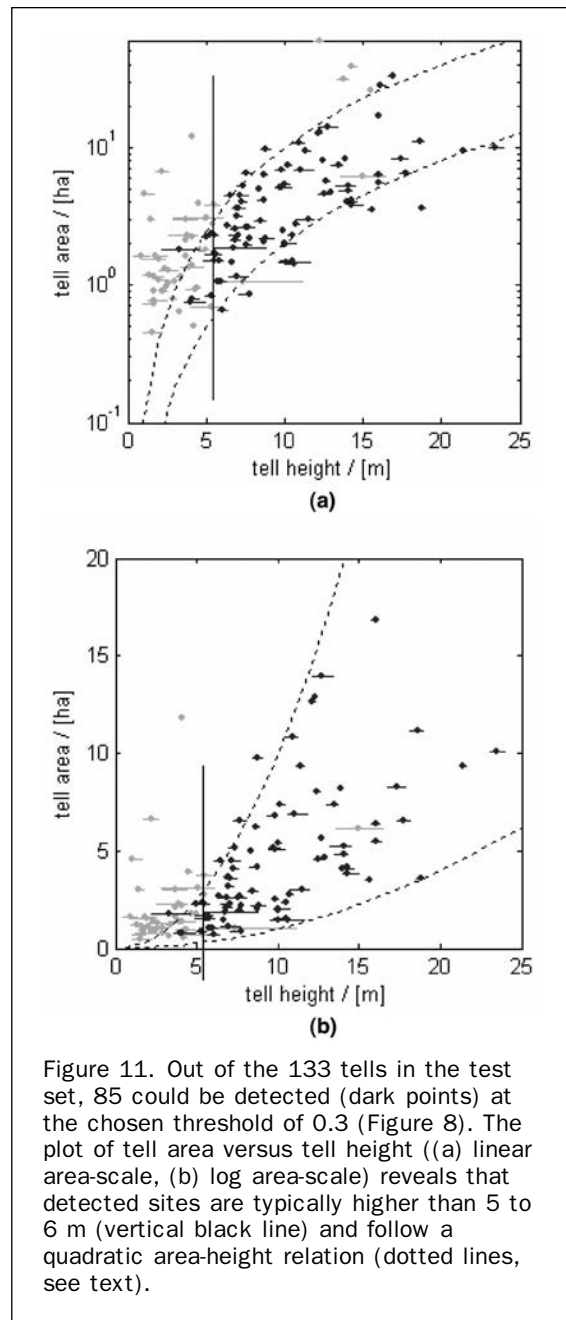 10^1
10^0
10^-1
tell area / [ha]
0 5 10 15 20 25
tell height / [m]
(a)
20
15
10
5
0
tell area / [ha]
0 5 10 15 20 25
tell height / [m]
(b)
Figure 11. Out of the 133 tells in the test
set, 85 could be detected (dark points) at
the chosen threshold of 0.3 (Figure 8). The
plot of tell area versus tell height ((a) linear
area-scale, (b) log area-scale) reveals that
detected sites are typically higher than 5 to
6 m (vertical black line) and follow a
quadratic area-height relation (dotted lines,
see text).